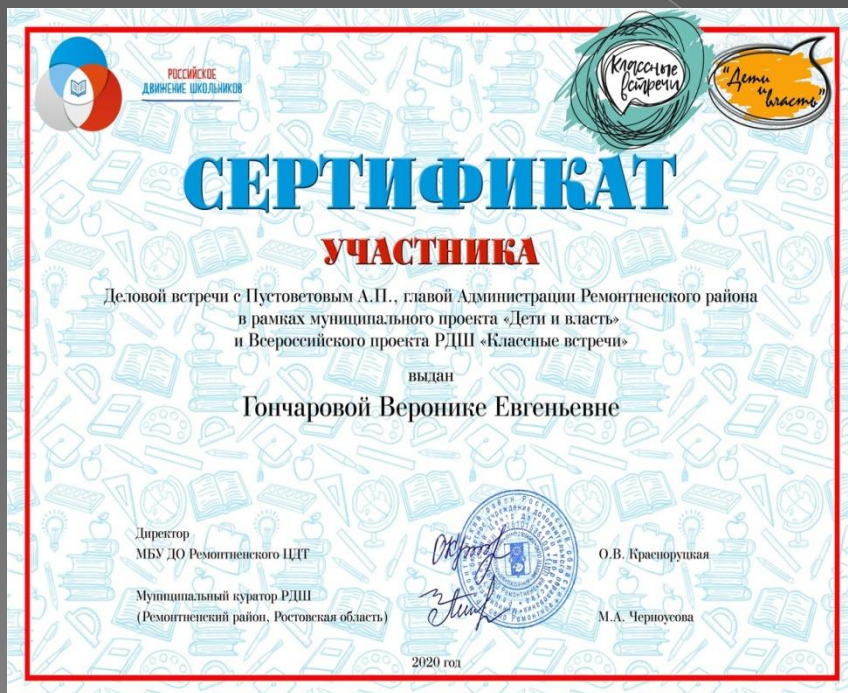 РОССИЙСКОЕ
ДВИЖЕНИЕ ШКОЛЬНИКОВ
Классные
встречи
"Дети
и
власть"
СЕРТИФИКАТ
УЧАСТНИКА
Деловой встречи с Пустоветовым А.П., главой Администрации Ремонтненского района
в рамках муниципального проекта «Дети и власть»
и Всероссийского проекта РДШ «Классные встречи»
выдан
Гончаровой Веронике Евгеньевне
Директор
МБУ ДО Ремонтненского ЦДТ
О.В. Красноруцкая
Муниципальный куратор РДШ
(Ремонтненский район, Ростовская область)
М.А. Черноусова
2020 год